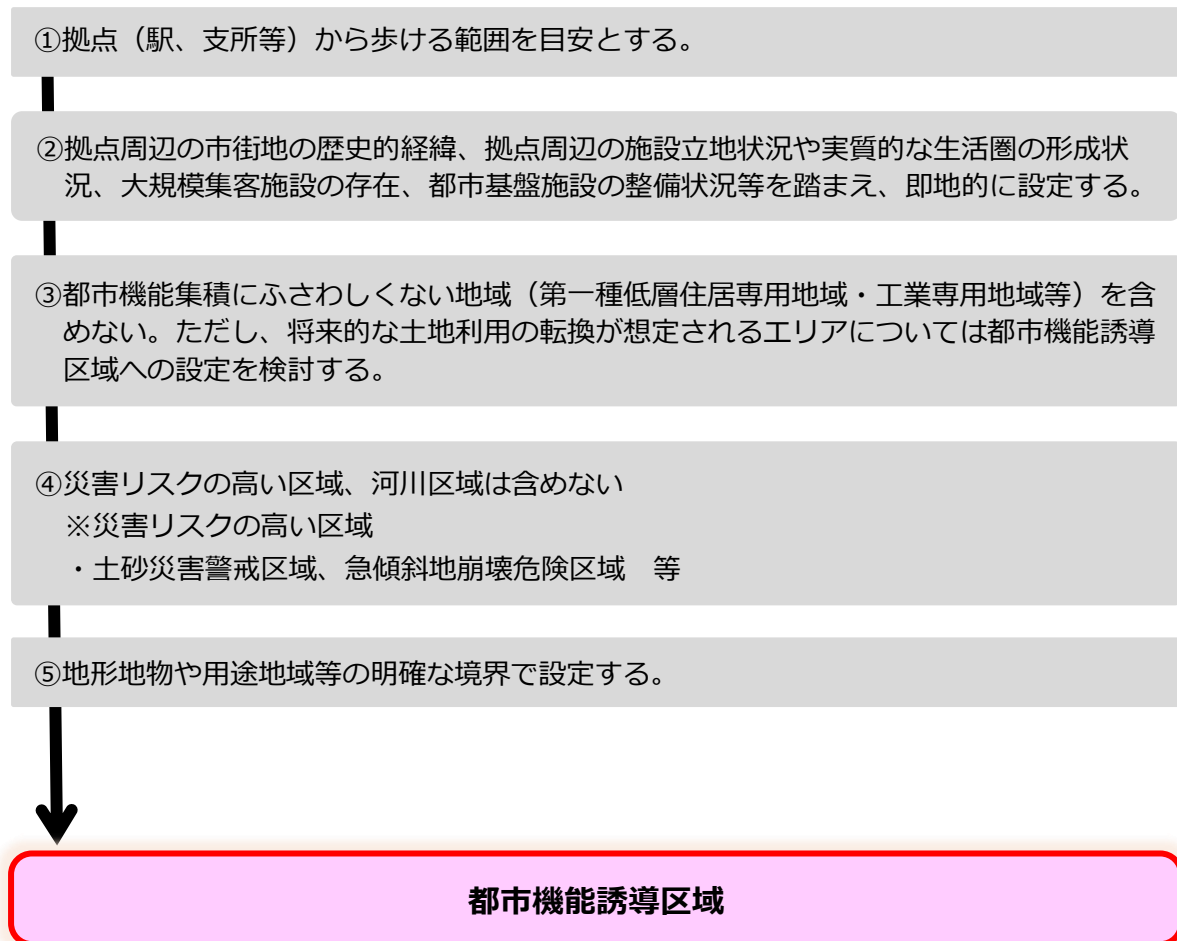 ①拠点（駅、支所等）から歩ける範囲を目安とする。
②拠点周辺の市街地の歴史的経緯、拠点周辺の施設立地状況や実質的な生活圏の形成状
況、大規模集客施設の存在、都市基盤施設の整備状況等を踏まえ、即地的に設定する。
③都市機能集積にふさわしくない地域（第一種低層住居専用地域・工業専用地域等）を含
めない。ただし、将来的な土地利用の転換が想定されるエリアについては都市機能誘導
区域への設定を検討する。
④災害リスクの高い区域、河川区域は含めない
※災害リスクの高い区域
・土砂災害警戒区域、急傾斜地崩壊危険区域　等
⑤地形地物や用途地域等の明確な境界で設定する。
都市機能誘導区域